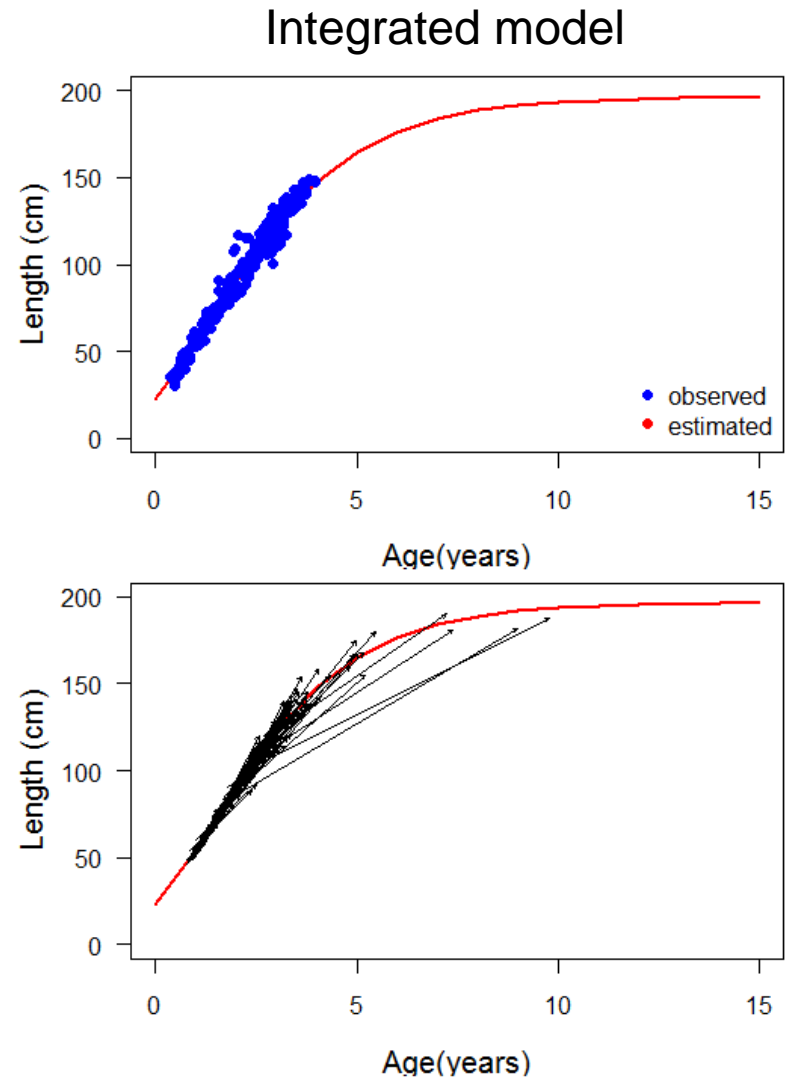 Integrated model
200
150
100
50
0
Length (cm)
observed
estimated
0 5 10 15
Age(years)
200
150
100
50
0
Length (cm)
0 5 10 15
Age(years)